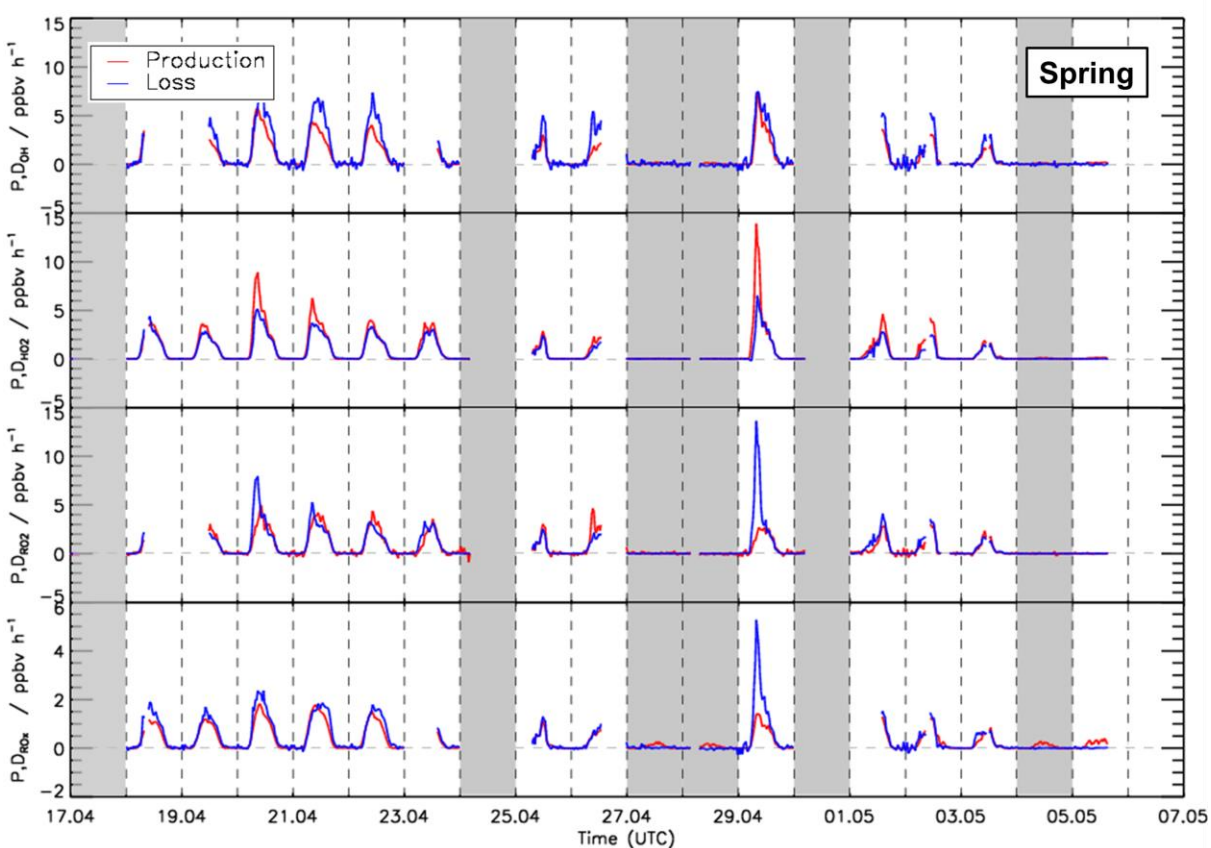 15
10
5
0
−5
P,D_OH / ppbv h⁻¹
Production
Loss
Spring
15
10
5
0
−5
P,D_HO2 / ppbv h⁻¹
15
10
5
0
−5
P,D_RO2 / ppbv h⁻¹
6
4
2
0
−2
P,D_ROx / ppbv h⁻¹
17.04 19.04 21.04 23.04 25.04 27.04 29.04 01.05 03.05 05.05 07.05
Time (UTC)